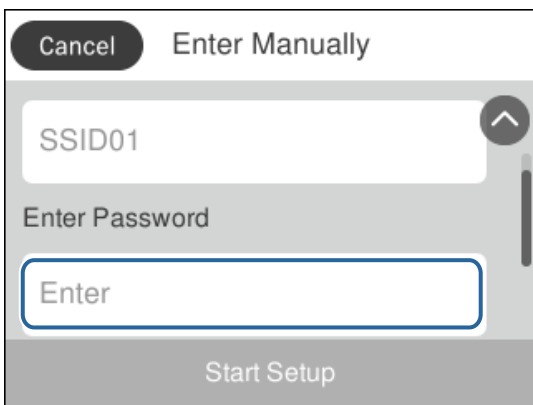 Cancel Enter Manually
SSID01
Enter Password
Enter
Start Setup